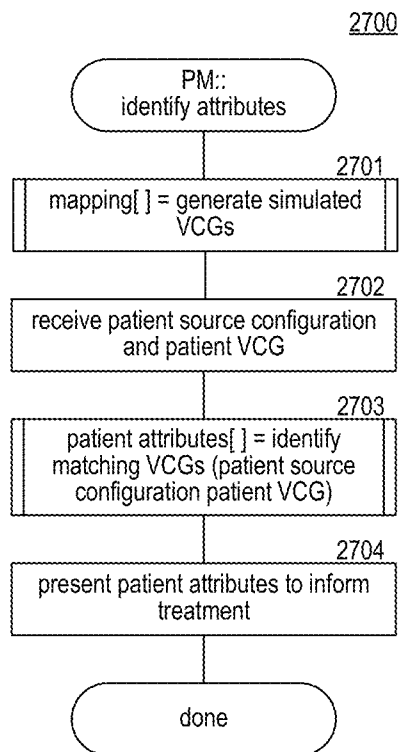 2700
PM::
identify attributes
2701
mapping[ ] = generate simulated
VCGs
2702
receive patient source configuration
and patient VCG
2703
patient attributes[ ] = identify
matching VCGs (patient source
configuration patient VCG)
2704
present patient attributes to inform
treatment
done